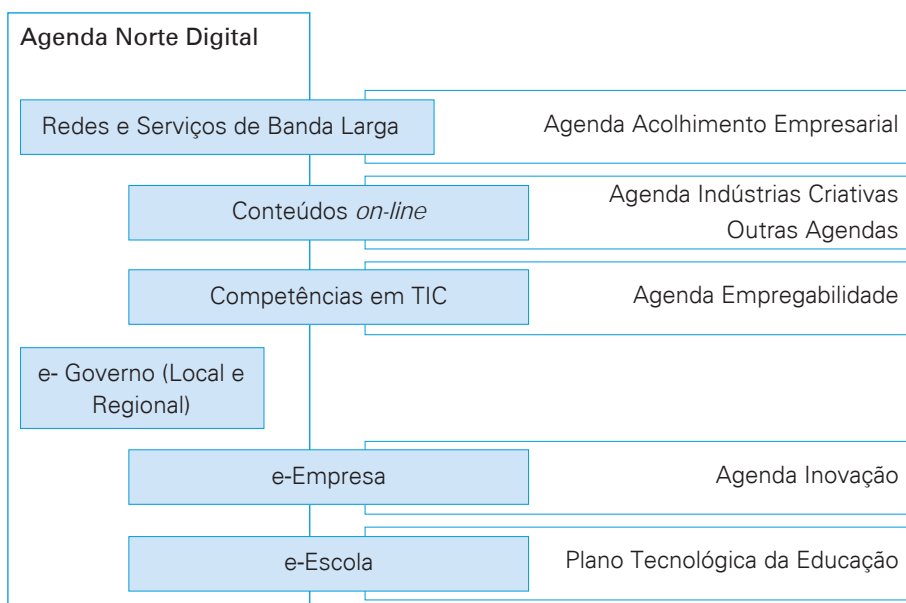 Agenda Norte Digital
Redes e Serviços de Banda Larga
Agenda Acolhimento Empresarial
Conteúdos on-line
Agenda Indústrias Criativas
Outras Agendas
Competências em TIC
Agenda Empregabilidade
e- Governo (Local e
Regional)
e-Empresa
Agenda Inovação
e-Escola
Plano Tecnológica da Educação